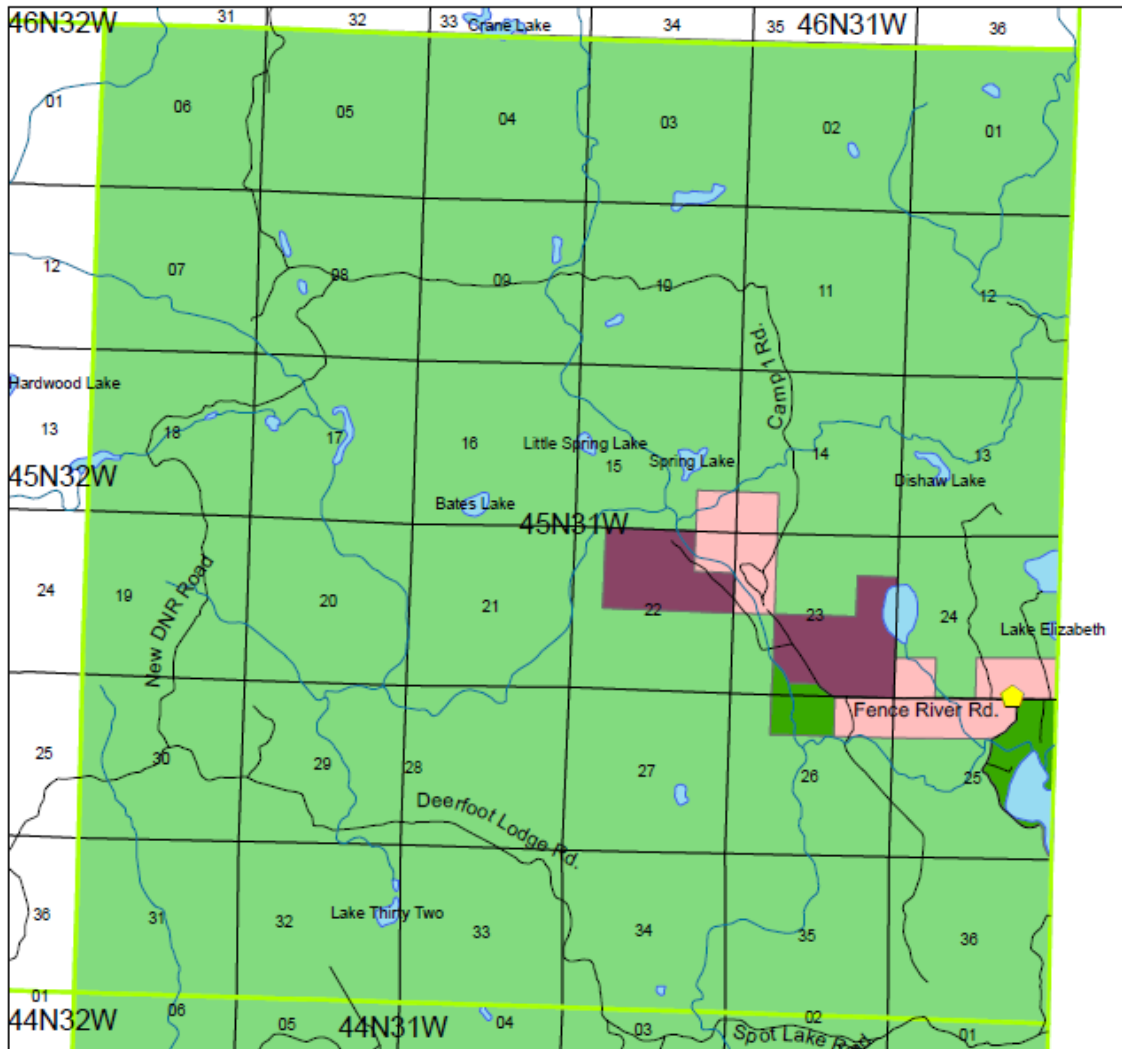 31
32
33
34
35
36
46N32W
Crane Lake
46N31W
01
06
05
04
03
02
01
12
07
08
09
10
11
12
Camp 1 Rd.
Hardwood Lake
13
18
17
16
Little Spring Lake
15
Spring Lake
14
13
45N32W
Dishaw Lake
Bates Lake
45N31W
24
19
20
21
22
23
24
New DNR Road
Lake Elizabeth
Fence River Rd.
25
30
29
28
27
26
25
Deerfoot Lodge Rd.
36
31
32
Lake Thirty Two
33
34
35
36
01
44N32W
06
05
44N31W
04
03
02
01
Spot Lake Road